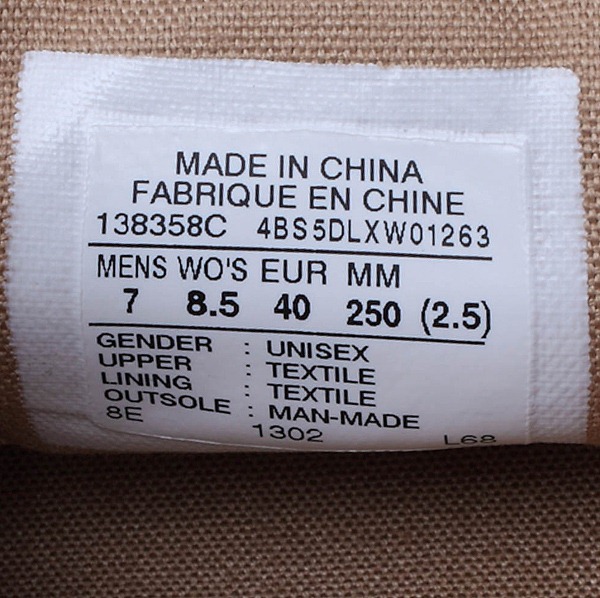 MADE IN CHINA
FABRIQUE EN CHINE
138358C 4BS5DLXW01263
MENS WO'S EUR MM
7 8.5 40 250 (2.5)
GENDER : UNISEX
UPPER : TEXTILE
LINING : TEXTILE
OUTSOLE : MAN-MADE
8E 1302 L68